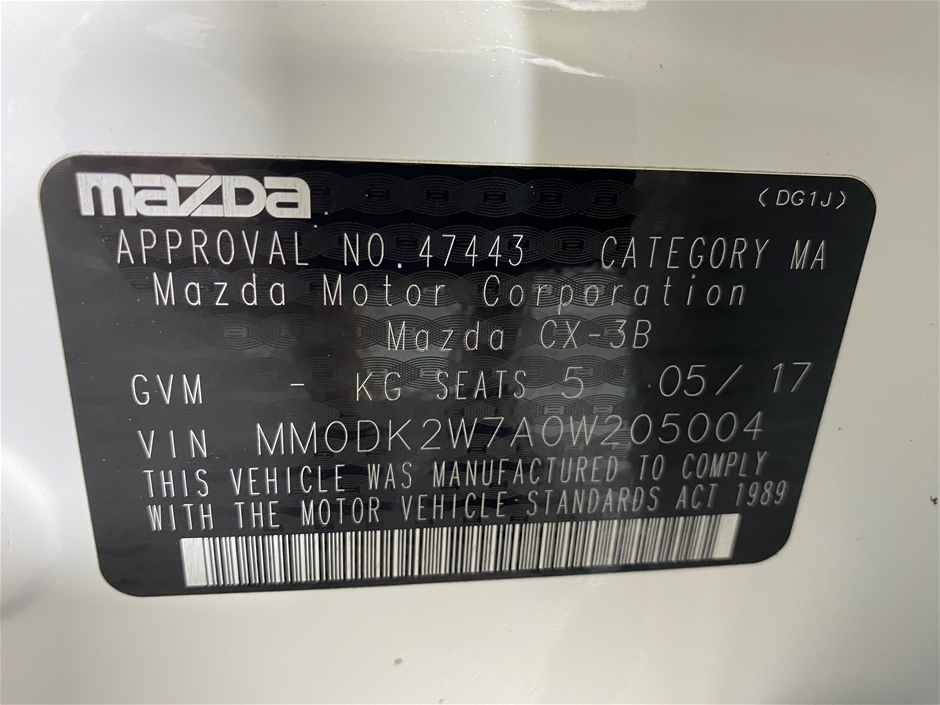 mazda (DG1J)
APPROVAL NO.47443 CATEGORY MA
Mazda Motor Corporation
Mazda CX-3B
GVM - KG SEATS 5 05/17
VIN MM0DK2W7A0W205004
THIS VEHICLE WAS MANUFACTURED TO COMPLY
WITH THE MOTOR VEHICLE STANDARDS ACT 1989